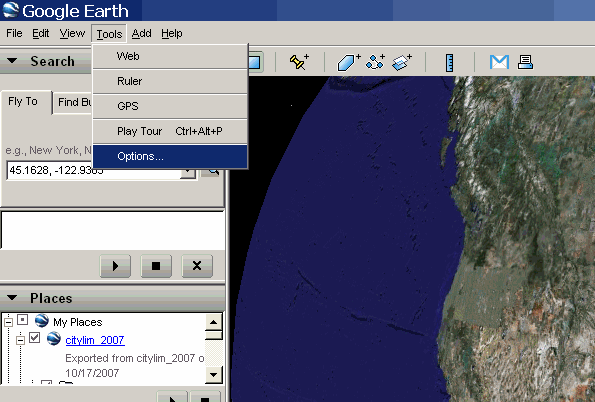 Google Earth
File Edit View Tools Add Help
Search
Web
Ruler
GPS
Play Tour Ctrl+Alt+P
Options...
Fly To Find Bu
e.g., New York, N
45.1628, -122.9385
Places
My Places
citylim_2007
Exported from citylim_2007 o
10/17/2007